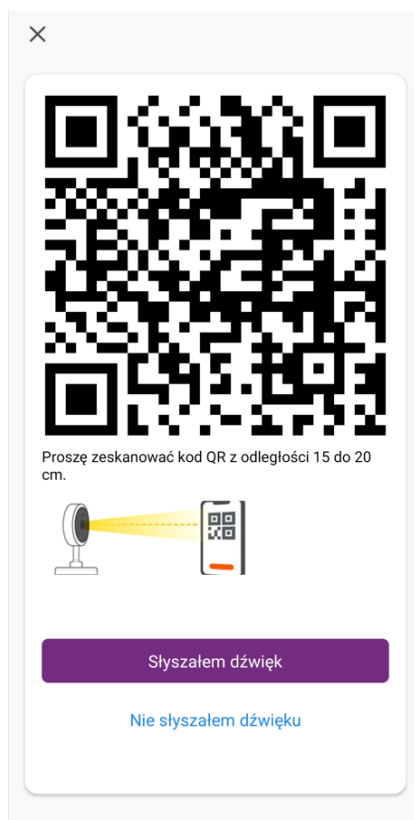 Proszę zeskanować kod QR z odległości 15 do 20
cm.
Słyszałem dźwięk
Nie słyszałem dźwięku